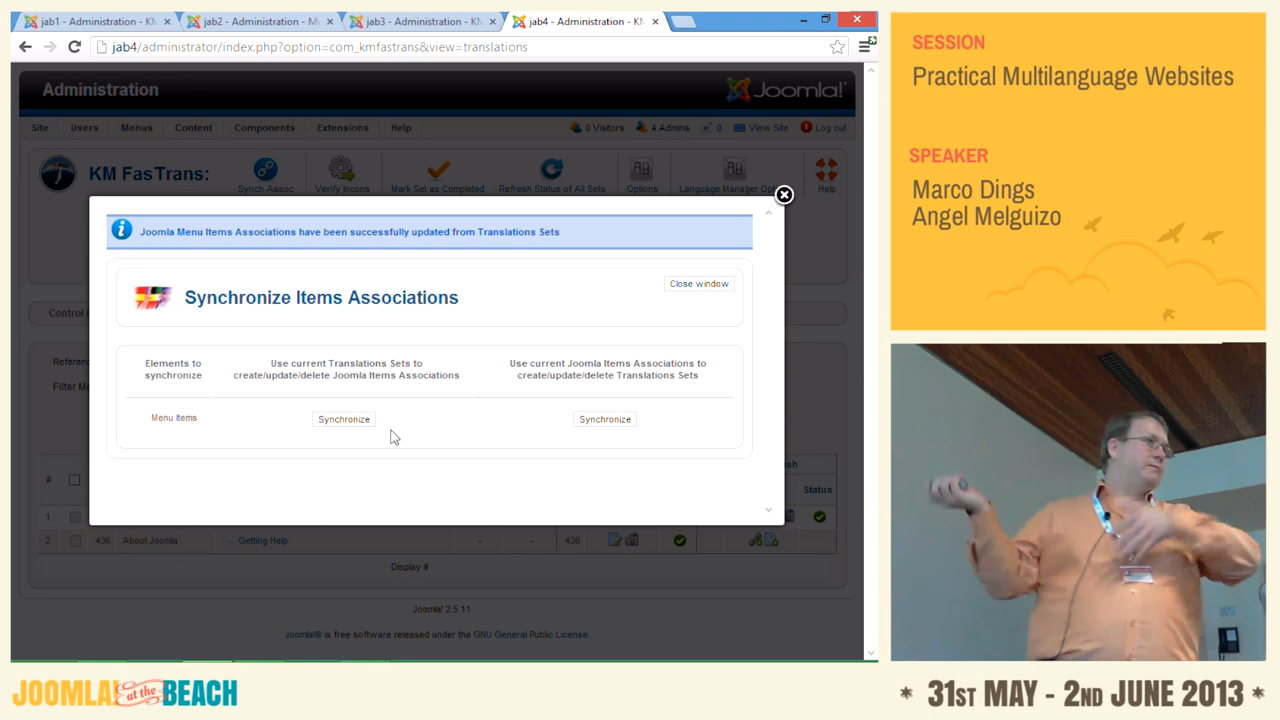 jab1 - Administration - KM
jab2 - Administration - M
jab3 - Administration - KM
jab4 - Administration - KM
jab4/administrator/index.php?option=com_kmfastrans&view=translations
Administration
Joomla!
Site Users Menus Content Components Extensions Help
0 Visitors 4 Admins 0 View Site Log out
KM FasTrans:
Synch Assoc Verify Incons Mark Set as Completed Refresh Status of All Sets Options Language Manager Help
Joomla Menu Items Associations have been successfully updated from Translations Sets
Synchronize Items Associations
Close window
Elements to synchronize
Use current Translations Sets to
create/update/delete Joomla Items Associations
Use current Joomla Items Associations to
create/update/delete Translations Sets
Menu Items Synchronize Synchronize
# Status
1
2 436 About Joomla Getting Help - - 436
Display #
Joomla! 2.5.11
Joomla!® is free software released under the GNU General Public License.
SESSION
Practical Multilanguage Websites
SPEAKER
Marco Dings
Angel Melguizo
JOOMLA! at the BEACH
* 31ST MAY - 2ND JUNE 2013 *